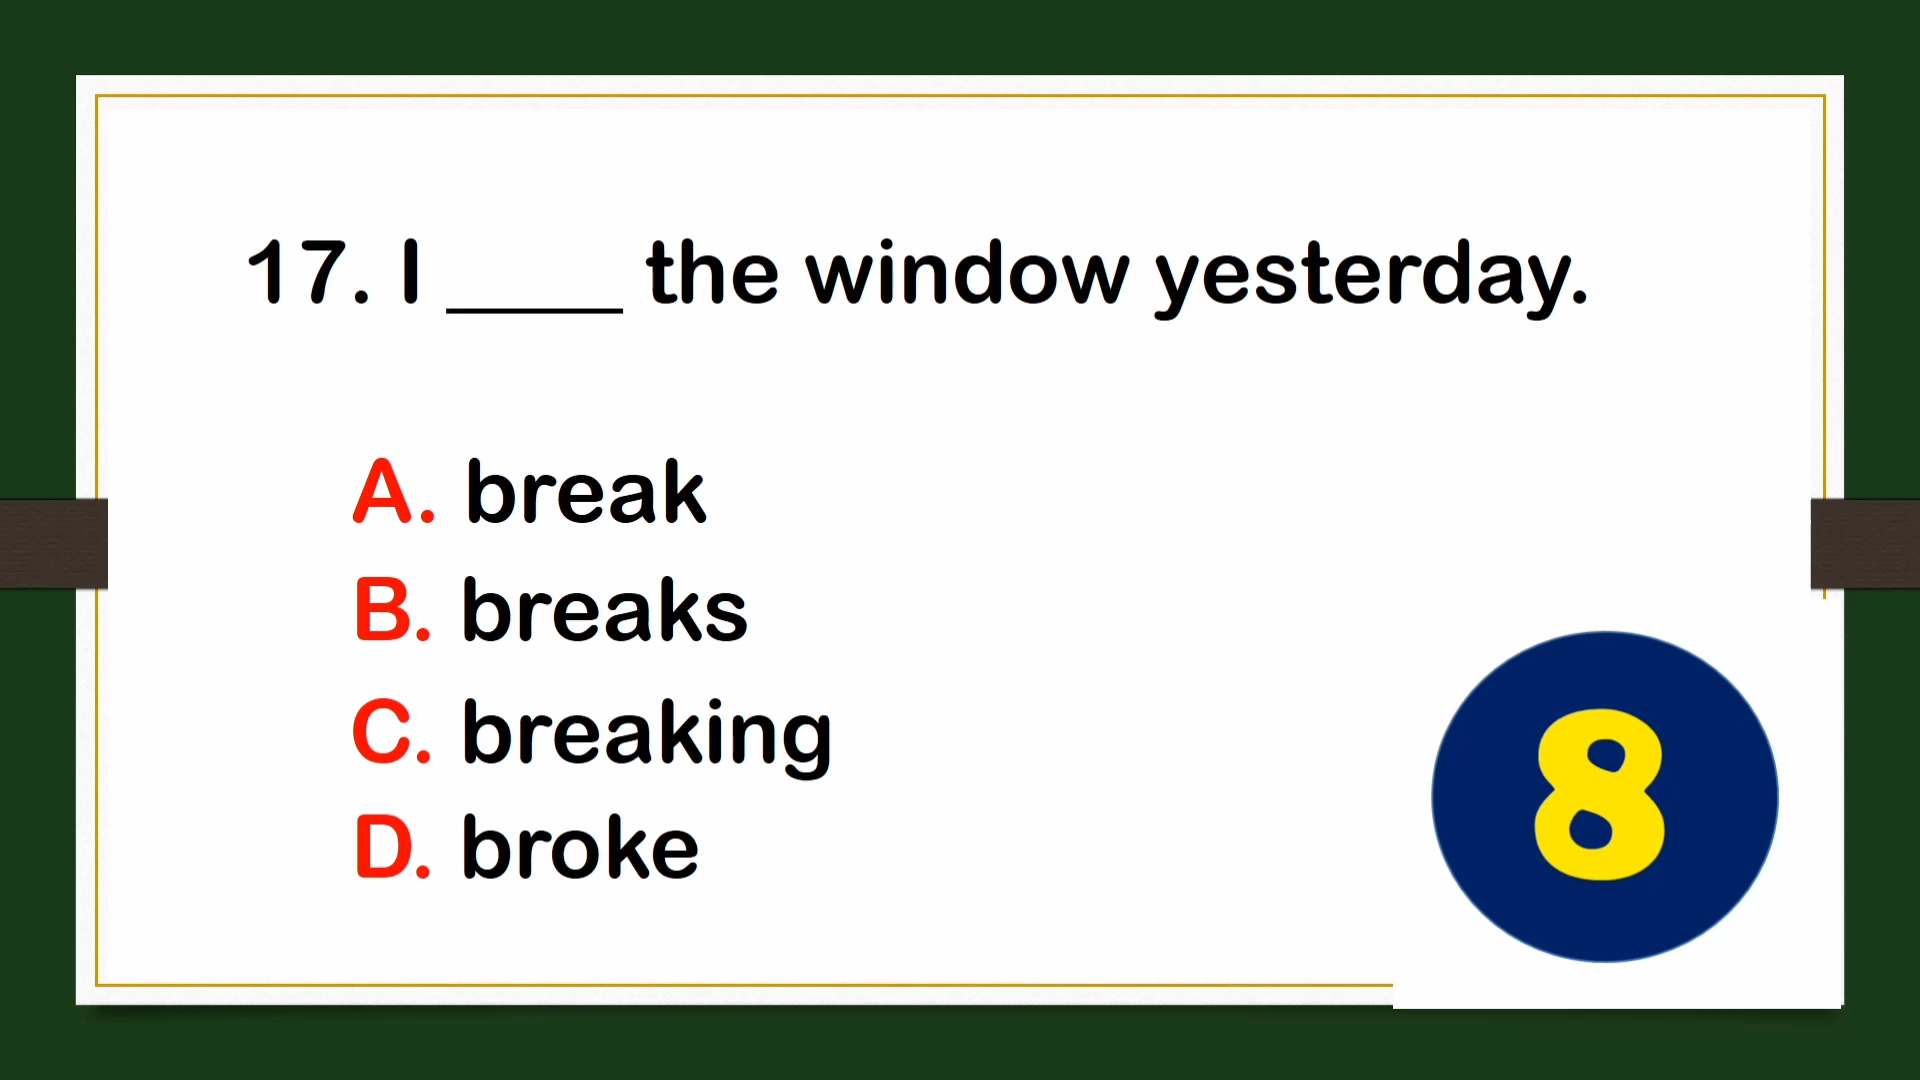 17. I ____ the window yesterday.
A. break
B. breaks
C. breaking
D. broke
8